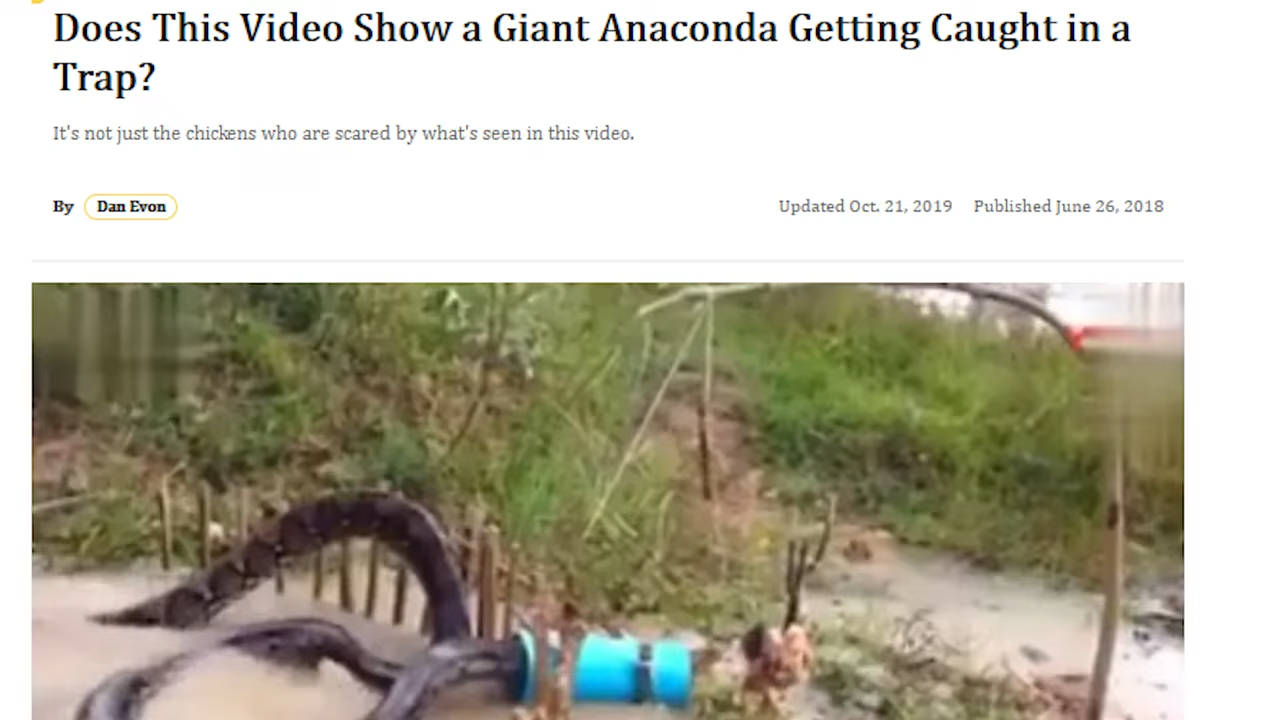 Does This Video Show a Giant Anaconda Getting Caught in a
Trap?
It's not just the chickens who are scared by what's seen in this video.
By Dan Evon
Updated Oct. 21, 2019 Published June 26, 2018